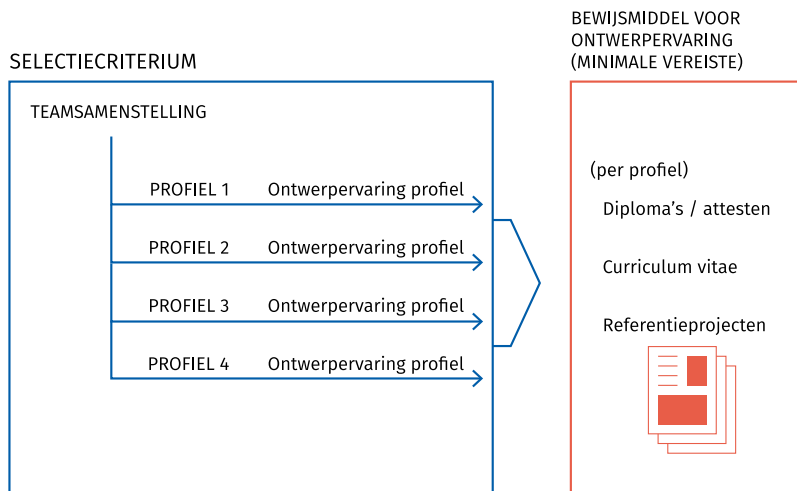 SELECTIECRITERIUM
TEAMSAMENSTELLING
PROFIEL 1 Ontwerpervaring profiel
PROFIEL 2 Ontwerpervaring profiel
PROFIEL 3 Ontwerpervaring profiel
PROFIEL 4 Ontwerpervaring profiel
BEWIJSMIDDEL VOOR
ONTWERPERVARING
(MINIMALE VEREISTE)
(per profiel)
Diploma’s / attesten
Curriculum vitae
Referentieprojecten